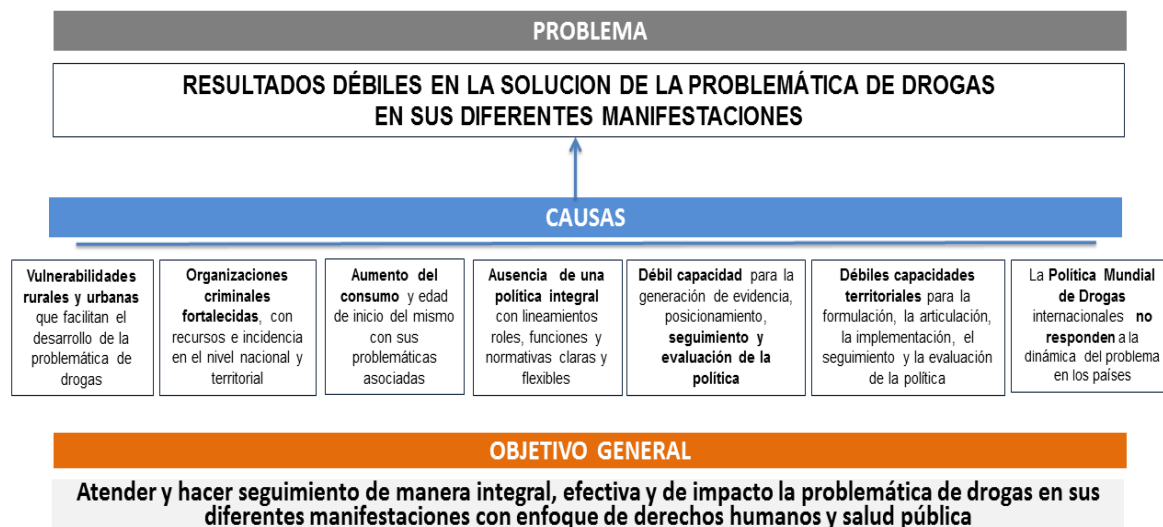 PROBLEMA
RESULTADOS DÉBILES EN LA SOLUCION DE LA PROBLEMÁTICA DE DROGAS
EN SUS DIFERENTES MANIFESTACIONES
CAUSAS
Vulnerabilidades
rurales y urbanas
que facilitan el
desarrollo de la
problemática de
drogas
Organizaciones
criminales
fortalecidas, con
recursos e incidencia
en el nivel nacional y
territorial
Aumento del
consumo y edad
de inicio del mismo
con sus
problemáticas
asociadas
Ausencia de una
política integral
con lineamientos
roles, funciones y
normativas claras y
flexibles
Débil capacidad para la
generación de evidencia,
posicionamiento,
seguimiento y
evaluación de la
política
Débiles capacidades
territoriales para la
formulación, la articulación,
la implementación, el
seguimiento y la evaluación
de la política
La Política Mundial
de Drogas
internacionales no
responden a la
dinámica del problema
en los países
OBJETIVO GENERAL
Atender y hacer seguimiento de manera integral, efectiva y de impacto la problemática de drogas en sus
diferentes manifestaciones con enfoque de derechos humanos y salud pública